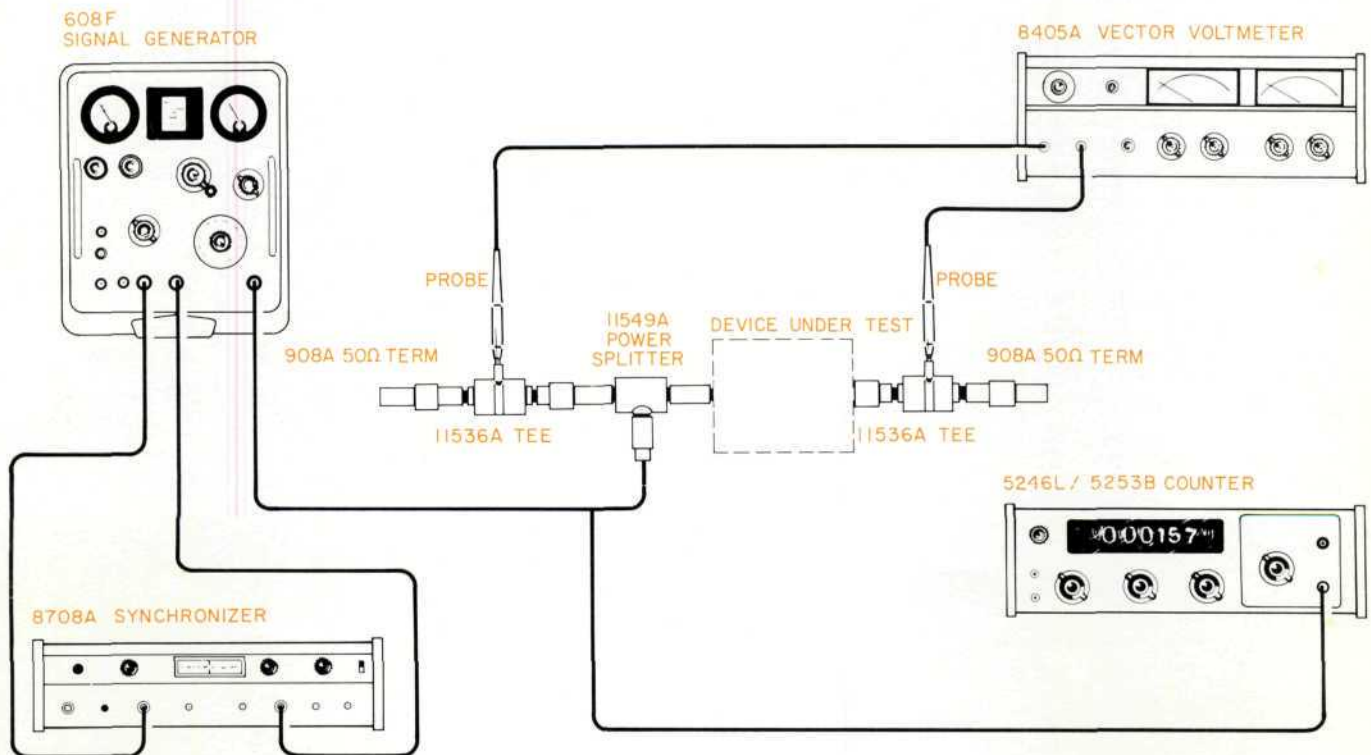 608F
SIGNAL GENERATOR
8405A VECTOR VOLTMETER
PROBE
PROBE
11549A
POWER
SPLITTER
DEVICE UNDER TEST
908A 50Ω TERM
908A 50Ω TERM
11536A TEE
11536A TEE
5246L / 5253B COUNTER
000157
8708A SYNCHRONIZER